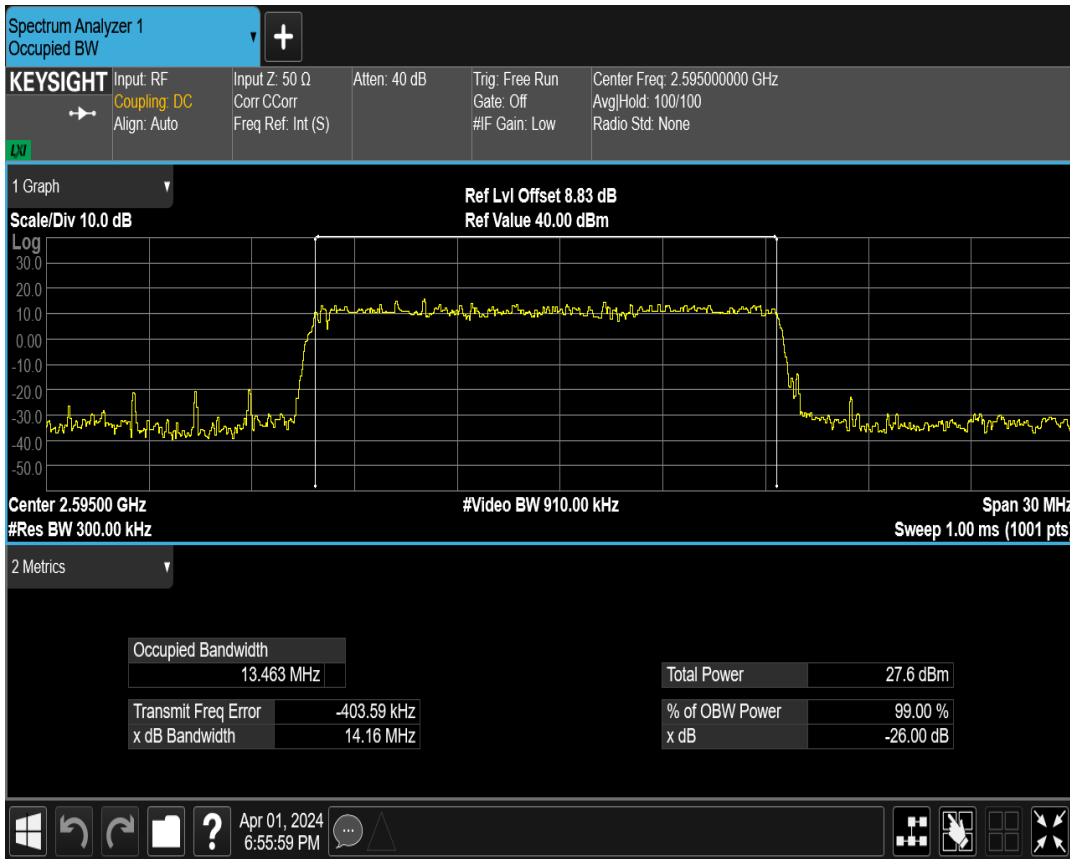 Spectrum Analyzer 1
Occupied BW
+
KEYSIGHT
LXI
Input: RF
Coupling: DC
Align: Auto
Input Z: 50 Ω
Corr CCorr
Freq Ref: Int (S)
Atten: 40 dB
Trig: Free Run
Gate: Off
#IF Gain: Low
Center Freq: 2.595000000 GHz
Avg|Hold: 100/100
Radio Std: None
1 Graph
Ref Lvl Offset 8.83 dB
Scale/Div 10.0 dB
Ref Value 40.00 dBm
Log
30.0
20.0
10.0
0.00
-10.0
-20.0
-30.0
-40.0
-50.0
Center 2.59500 GHz
#Video BW 910.00 kHz
Span 30 MHz
#Res BW 300.00 kHz
Sweep 1.00 ms (1001 pts)
2 Metrics
Occupied Bandwidth
13.463 MHz
Total Power 27.6 dBm
Transmit Freq Error -403.59 kHz
% of OBW Power 99.00 %
x dB Bandwidth 14.16 MHz
x dB -26.00 dB
?
Apr 01, 2024
6:55:59 PM